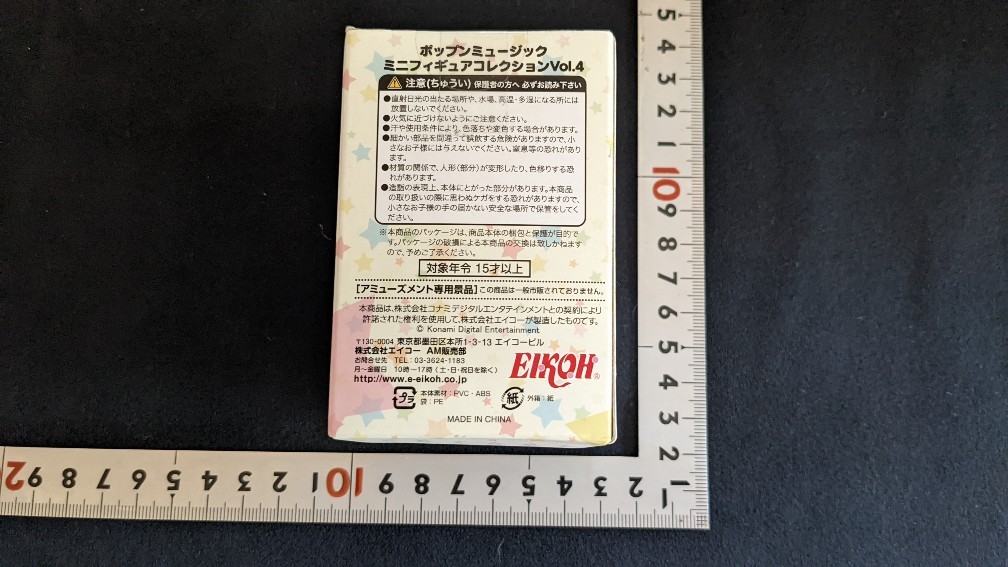 ポップンミュージック
ミニフィギュアコレクションVol.4
注意(ちゅうい) 保護者の方へ 必ずお読み下さい
●直射日光の当たる場所や、水場、高温・多湿になる所には
放置しないでください。
●火気に近づけないようにご注意ください。
●汗や使用条件により、色落ちや変色する場合があります。
●細かい部品を間違って誤飲する危険がありますので、小
さなお子様には与えないでください。窒息等の恐れがあり
ます。
●材質の関係で、人形(部分)が変形したり、色移りする恐
れがあります。
●造型の表現上、本体にとがった部分があります。本商品
の取り扱いの際に思わぬケガをする恐れがありますので、
小さなお子様の手の届かない安全な場所で保管をしてく
ださい。
※本商品のパッケージは、商品本体の梱包と保護が目的で
す。パッケージの破損による本商品の交換は致しかねます
ので、予めご了承ください。
対象年令 15才以上
[アミューズメント専用景品] この商品は一般市販されておりません。
本商品は、株式会社コナミデジタルエンタテインメントとの契約により
許諾された権利を使用して、株式会社エイコーが製造したものです。
© Konami Digital Entertainment
〒130-0004 東京都墨田区本所1-3-13 エイコービル
株式会社エイコー AM販売部
お問合せ先 TEL:03-3624-1183
月~金曜日 10時-17時(土・日・祝日を除く)
http://www.e-eikoh.co.jp
EIKOH ®
プラ 本体素材:PVC・ABS
袋:PE
紙 外箱:紙
MADE IN CHINA
5
4
3
2
1
10
9
8
7
6
5
4
3
2
1
2 9 8 7 6 5 4 3 2 1 10 9 8 7 6 5 4 3 2 1